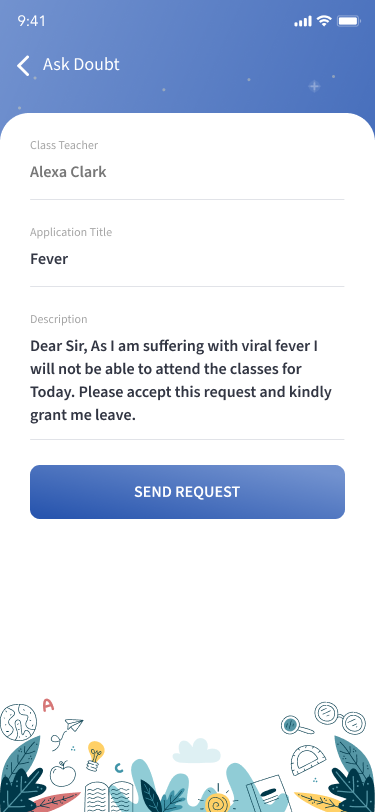 9:41
Ask Doubt
Class Teacher
Alexa Clark
Application Title
Fever
Description
Dear Sir, As I am suffering with viral fever I
will not be able to attend the classes for
Today. Please accept this request and kindly
grant me leave.
SEND REQUEST
A
C